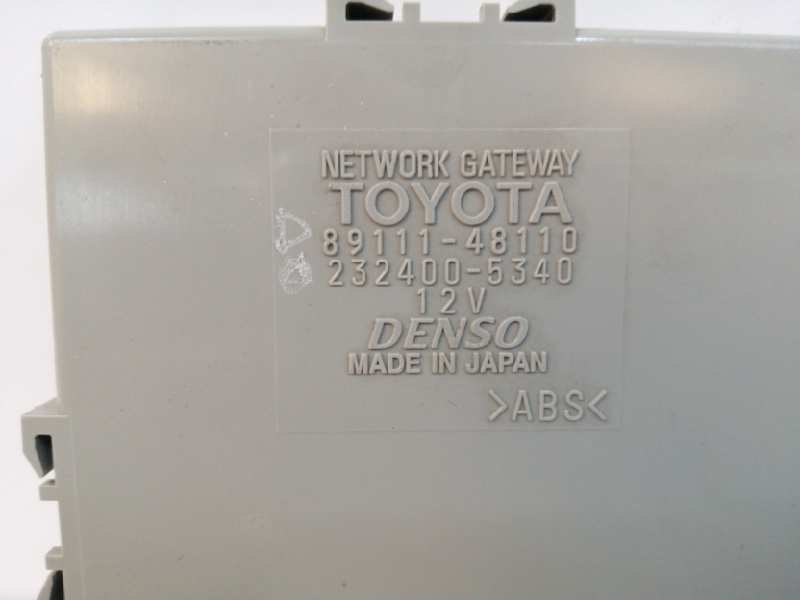 NETWORK GATEWAY
TOYOTA
89111-48110
232400-5340
12V
DENSO
MADE IN JAPAN
>ABS<